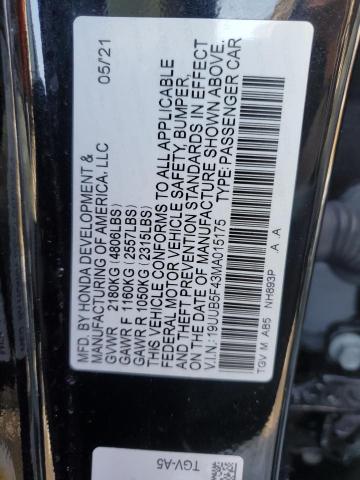 MFD. BY HONDA DEVELOPMENT & 05/21
MANUFACTURING OF AMERICA, LLC
GVWR 2180KG (4806LBS)
GAWR F 1160KG (2557LBS)
GAWR R 1050KG (2315LBS)
THIS VEHICLE CONFORMS TO ALL APPLICABLE
FEDERAL MOTOR VEHICLE SAFETY, BUMPER,
AND THEFT PREVENTION STANDARDS IN EFFECT
ON THE DATE OF MANUFACTURE SHOWN ABOVE.
V.I.N.: 19UUB5F43MA015175 TYPE: PASSENGER CAR
TGV M A85 NH893P A A
TGV-A5